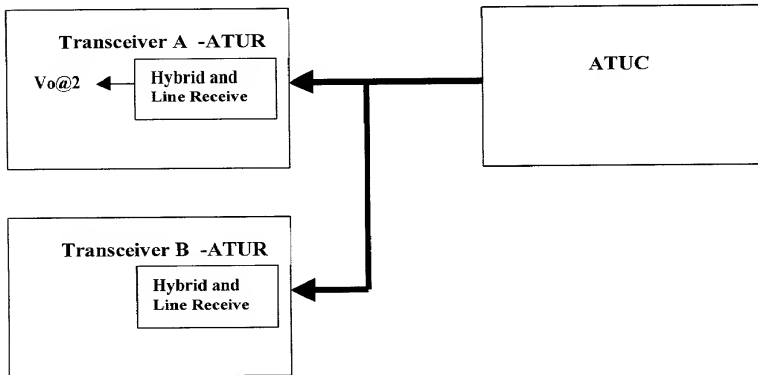 Transceiver A -ATUR
Vo@2
Hybrid and
Line Receive
ATUC
Transceiver B -ATUR
Hybrid and
Line Receive